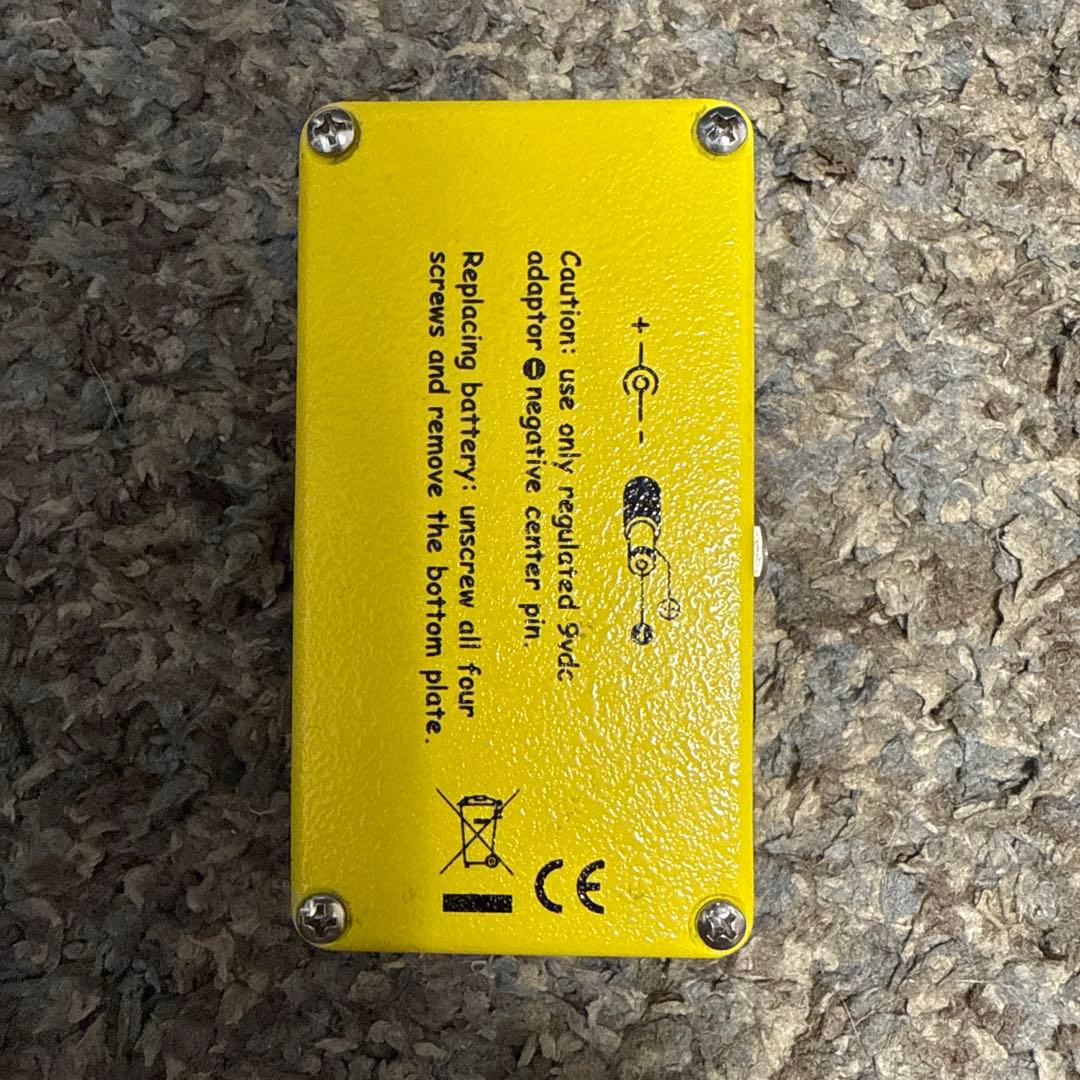 + -
Caution: use only regulated 9vdc
adaptor ⊖ negative center pin.
Replacing battery: unscrew all four
screws and remove the bottom plate.
CE